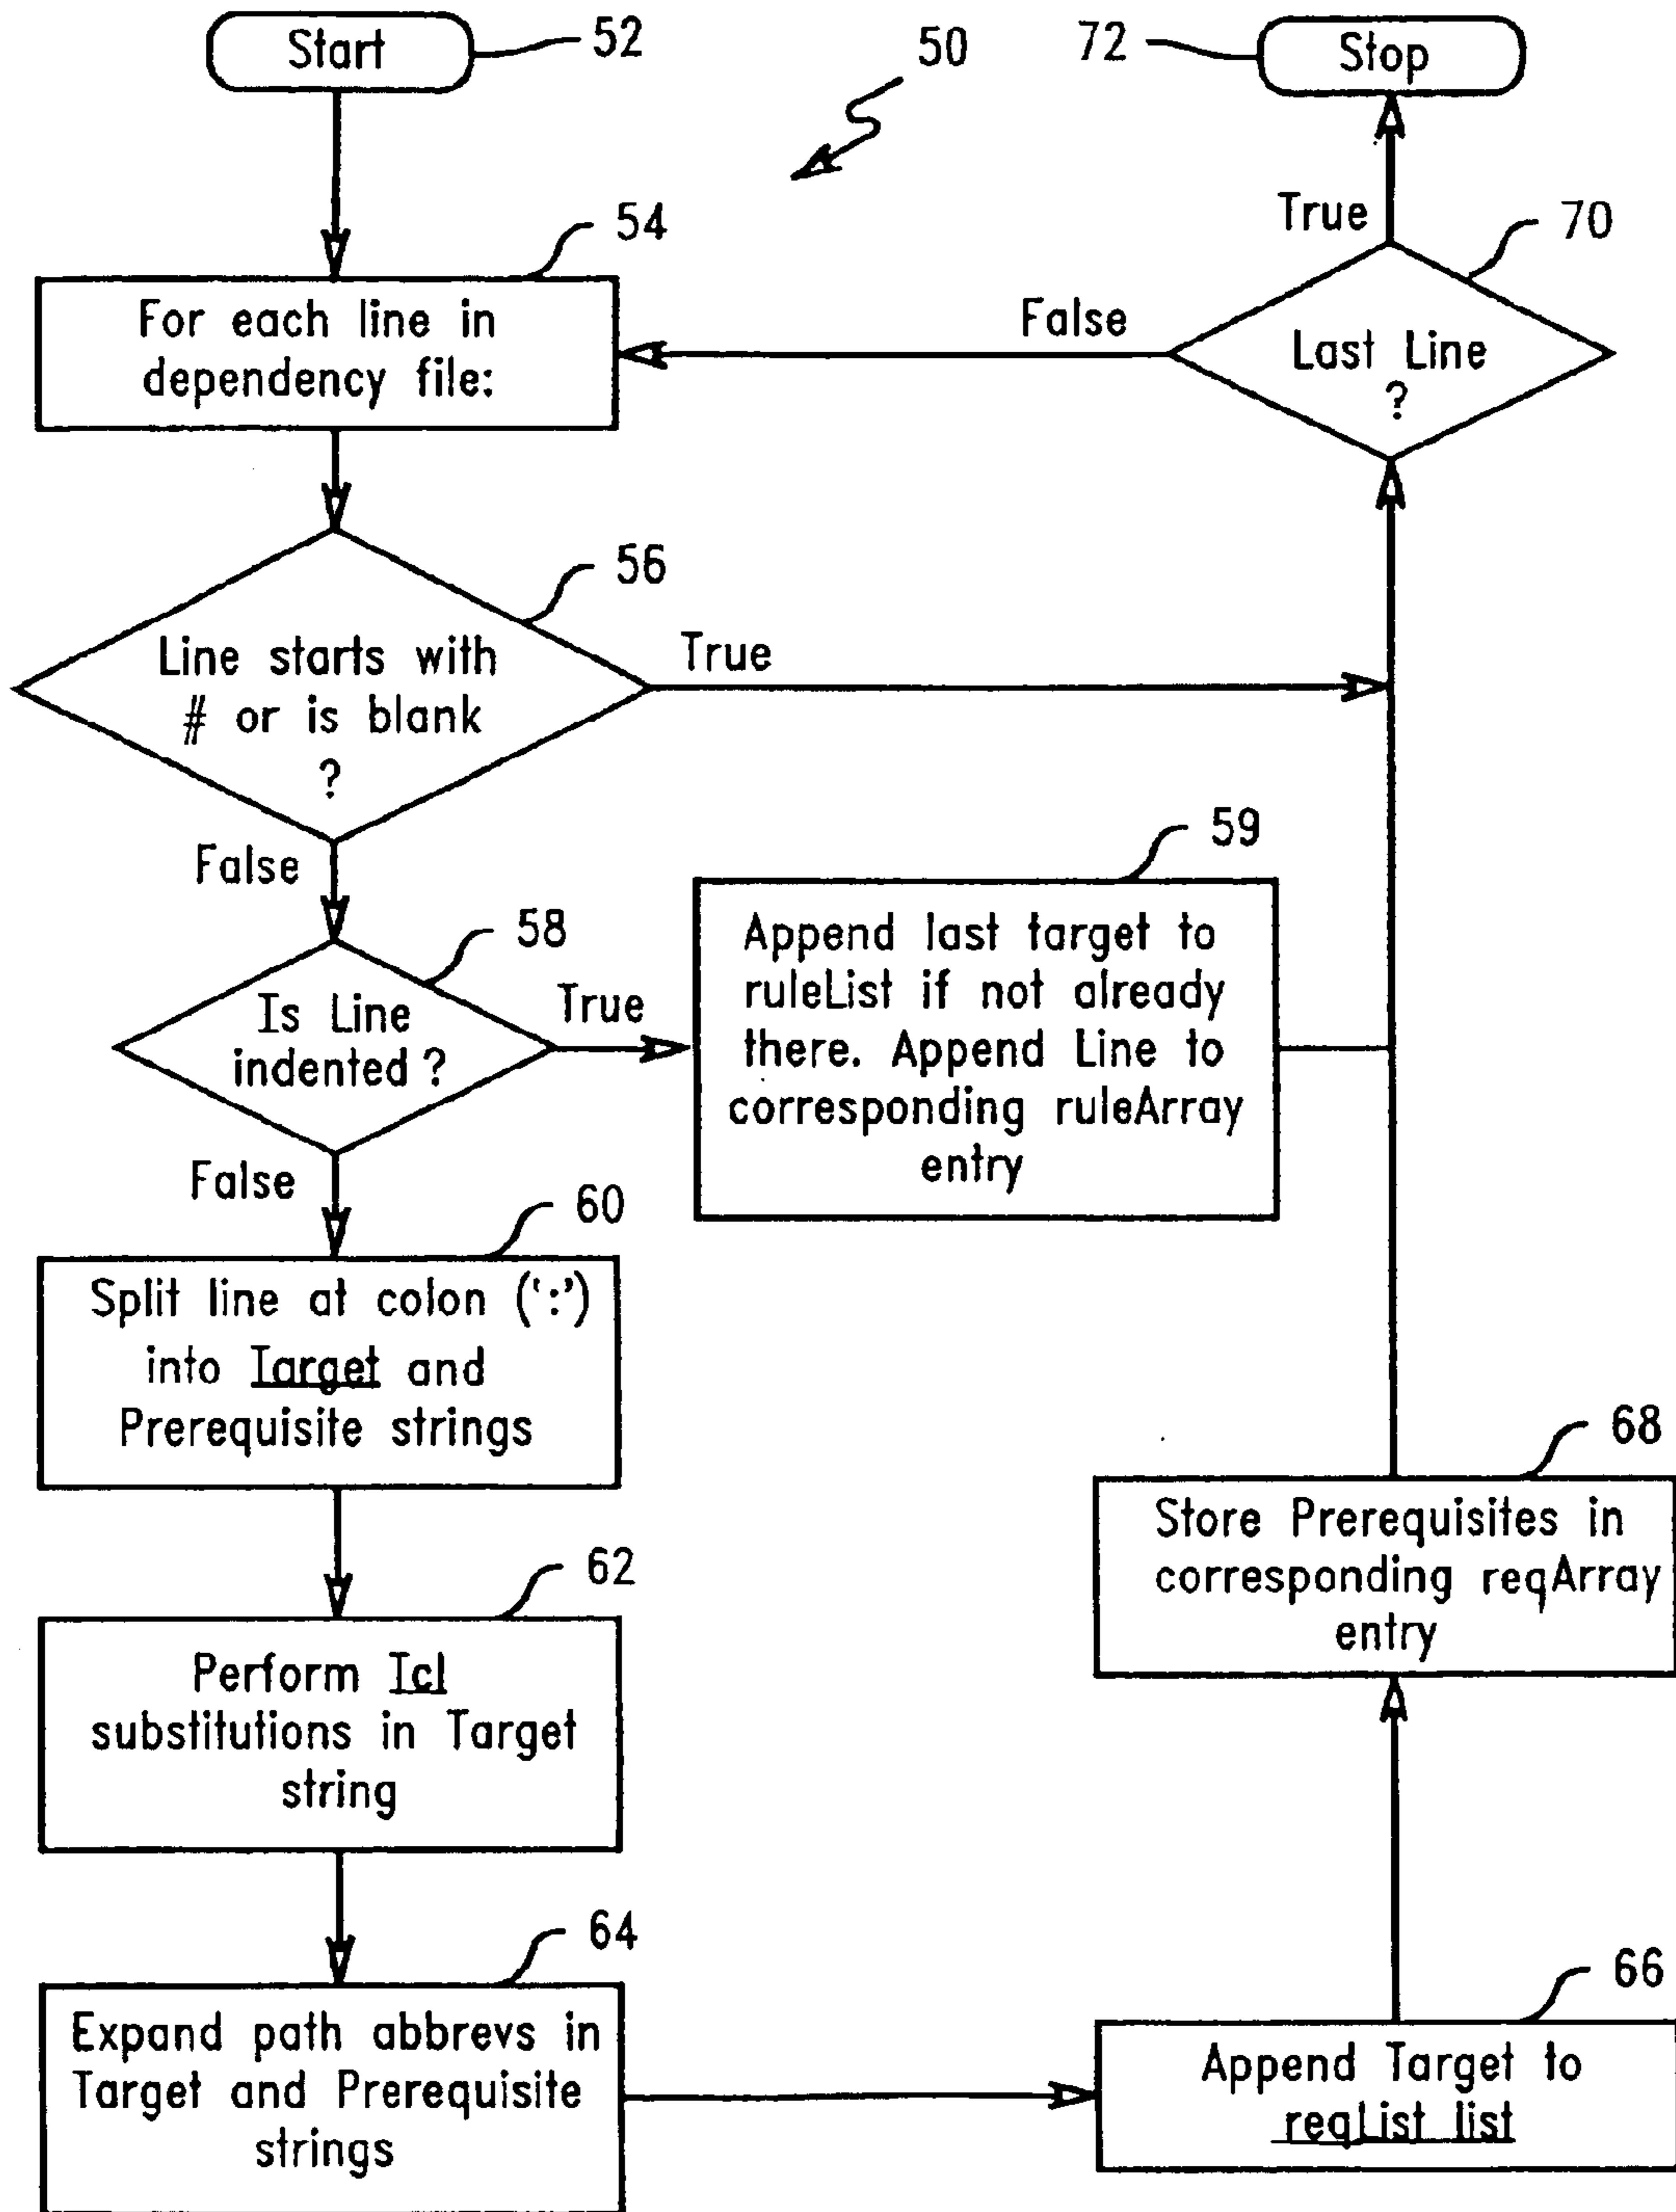 Start
52
50
72
Stop
54
For each line in
dependency file:
True
70
False
Last Line
?
56
Line starts with
# or is blank
?
True
False
58
Is Line
indented ?
True
59
Append last target to
ruleList if not already
there. Append Line to
corresponding ruleArray
entry
False
60
Split line at colon (':')
into Target and
Prerequisite strings
62
Perform Tcl
substitutions in Target
string
64
Expand path abbrevs in
Target and Prerequisite
strings
68
Store Prerequisites in
corresponding reqArray
entry
66
Append Target to
reqList list